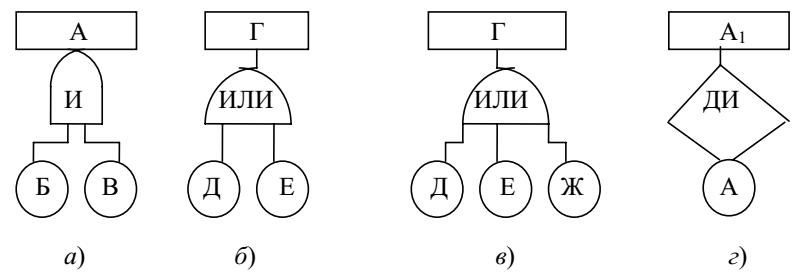 А Г Г А₁
И ИЛИ ИЛИ ДИ
Б В Д Е Д Е Ж А
а) б) в) г)